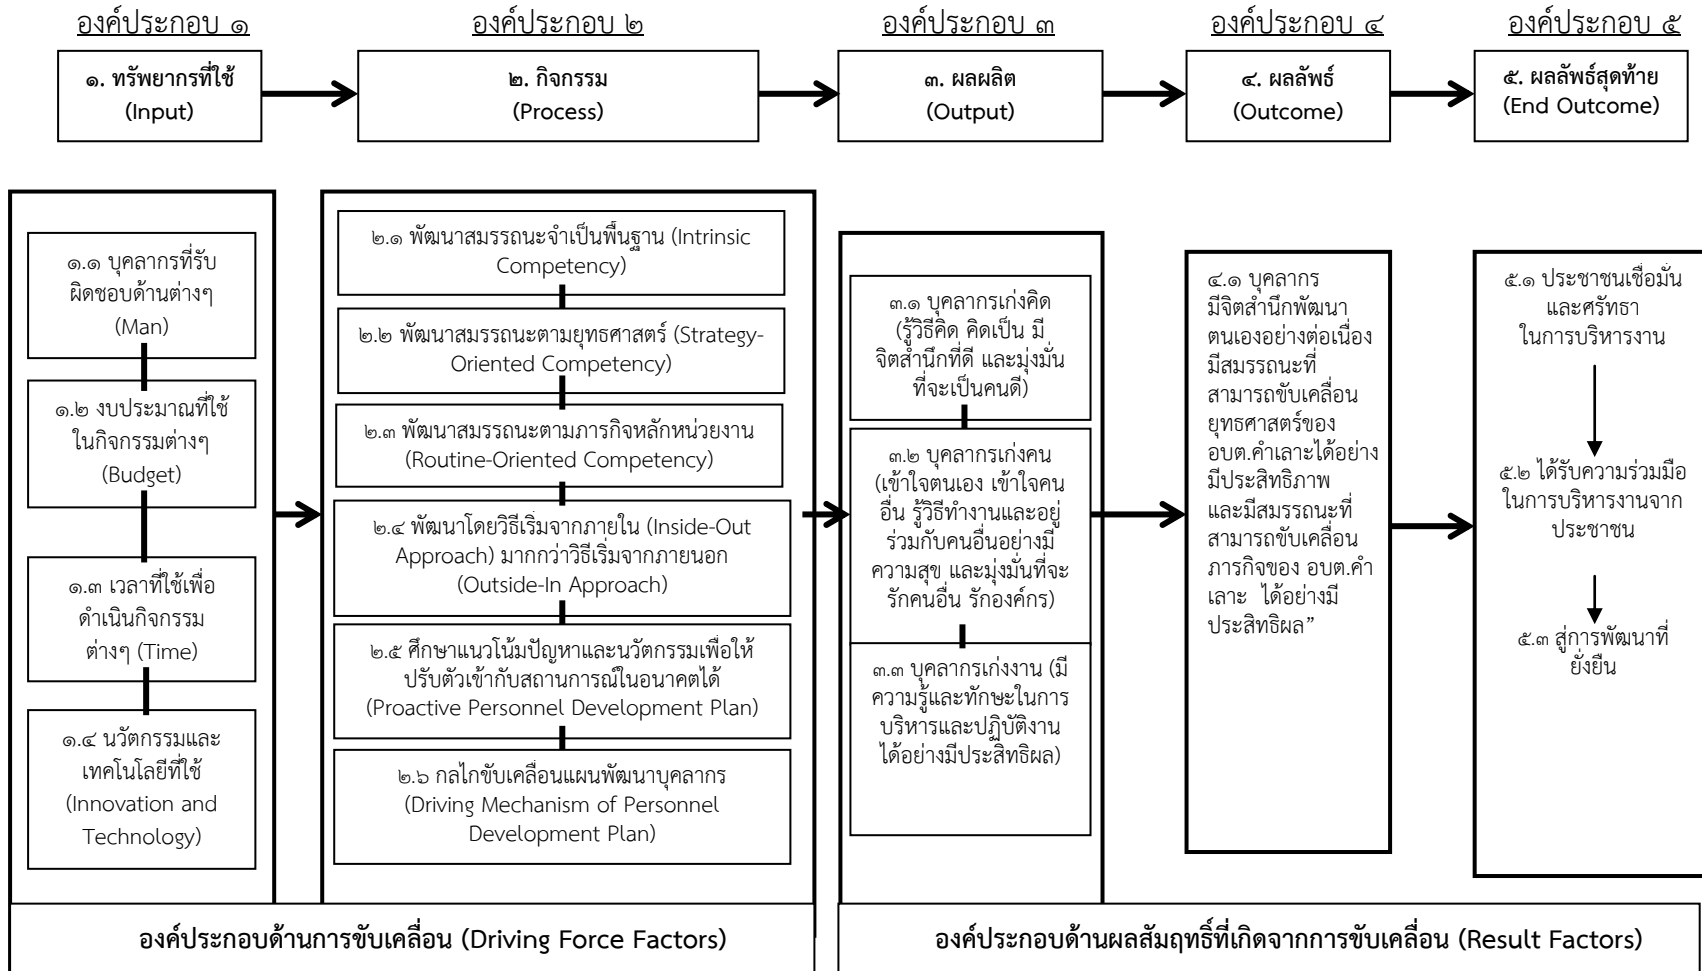 องค์ประกอบ ๑
องค์ประกอบ ๒
องค์ประกอบ ๓
องค์ประกอบ ๔
องค์ประกอบ ๕
๑. ทรัพยากรที่ใช้
(Input)
๒. กิจกรรม
(Process)
๓. ผลผลิต
(Output)
๔. ผลลัพธ์
(Outcome)
๕. ผลลัพธ์สุดท้าย
(End Outcome)
๑.๑ บุคลากรที่รับ
ผิดชอบด้านต่างๆ
(Man)
๑.๒ งบประมาณที่ใช้
ในกิจกรรมต่างๆ
(Budget)
๑.๓ เวลาที่ใช้เพื่อ
ดำเนินกิจกรรม
ต่างๆ (Time)
๑.๔ นวัตกรรมและ
เทคโนโลยีที่ใช้
(Innovation and
Technology)
๒.๑ พัฒนาสมรรถนะจำเป็นพื้นฐาน (Intrinsic
Competency)
๒.๒ พัฒนาสมรรถนะตามยุทธศาสตร์ (Strategy-
Oriented Competency)
๒.๓ พัฒนาสมรรถนะตามภารกิจหลักหน่วยงาน
(Routine-Oriented Competency)
๒.๔ พัฒนาโดยวิธีเริ่มจากภายใน (Inside-Out
Approach) มากกว่าวิธีเริ่มจากภายนอก
(Outside-In Approach)
๒.๕ ศึกษาแนวโน้มปัญหาและนวัตกรรมเพื่อให้
ปรับตัวเข้ากับสถานการณ์ในอนาคตได้
(Proactive Personnel Development Plan)
๒.๖ กลไกขับเคลื่อนแผนพัฒนาบุคลากร
(Driving Mechanism of Personnel
Development Plan)
๓.๑ บุคลากรเก่งคิด
(รู้วิธีคิด คิดเป็น มี
จิตสำนึกที่ดี และมุ่งมั่น
ที่จะเป็นคนดี)
๓.๒ บุคลากรเก่งคน
(เข้าใจตนเอง เข้าใจคน
อื่น รู้วิธีทำงานและอยู่
ร่วมกับคนอื่นอย่างมี
ความสุข และมุ่งมั่นที่จะ
รักคนอื่น รักองค์กร)
๓.๓ บุคลากรเก่งงาน (มี
ความรู้และทักษะในการ
บริหารและปฏิบัติงาน
ได้อย่างมีประสิทธิผล)
๔.๑ บุคลากร
มีจิตสำนึกพัฒนา
ตนเองอย่างต่อเนื่อง
มีสมรรถนะที่
สามารถขับเคลื่อน
ยุทธศาสตร์ของ
อบต.คำเลาะได้อย่าง
มีประสิทธิภาพ
และมีสมรรถนะที่
สามารถขับเคลื่อน
ภารกิจของ อบต.คำ
เลาะ ได้อย่างมี
ประสิทธิผล”
๕.๑ ประชาชนเชื่อมั่น
และศรัทธา
ในการบริหารงาน
๕.๒ ได้รับความร่วมมือ
ในการบริหารงานจาก
ประชาชน
๕.๓ สู่การพัฒนาที่
ยั่งยืน
องค์ประกอบด้านการขับเคลื่อน (Driving Force Factors)
องค์ประกอบด้านผลสัมฤทธิ์ที่เกิดจากการขับเคลื่อน (Result Factors)